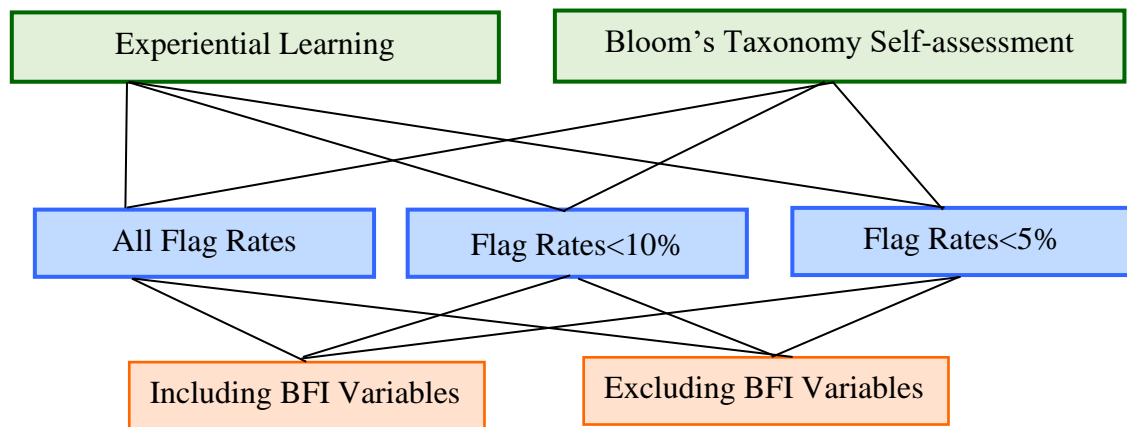 Experiential Learning
Bloom’s Taxonomy Self-assessment
All Flag Rates
Flag Rates<10%
Flag Rates<5%
Including BFI Variables
Excluding BFI Variables